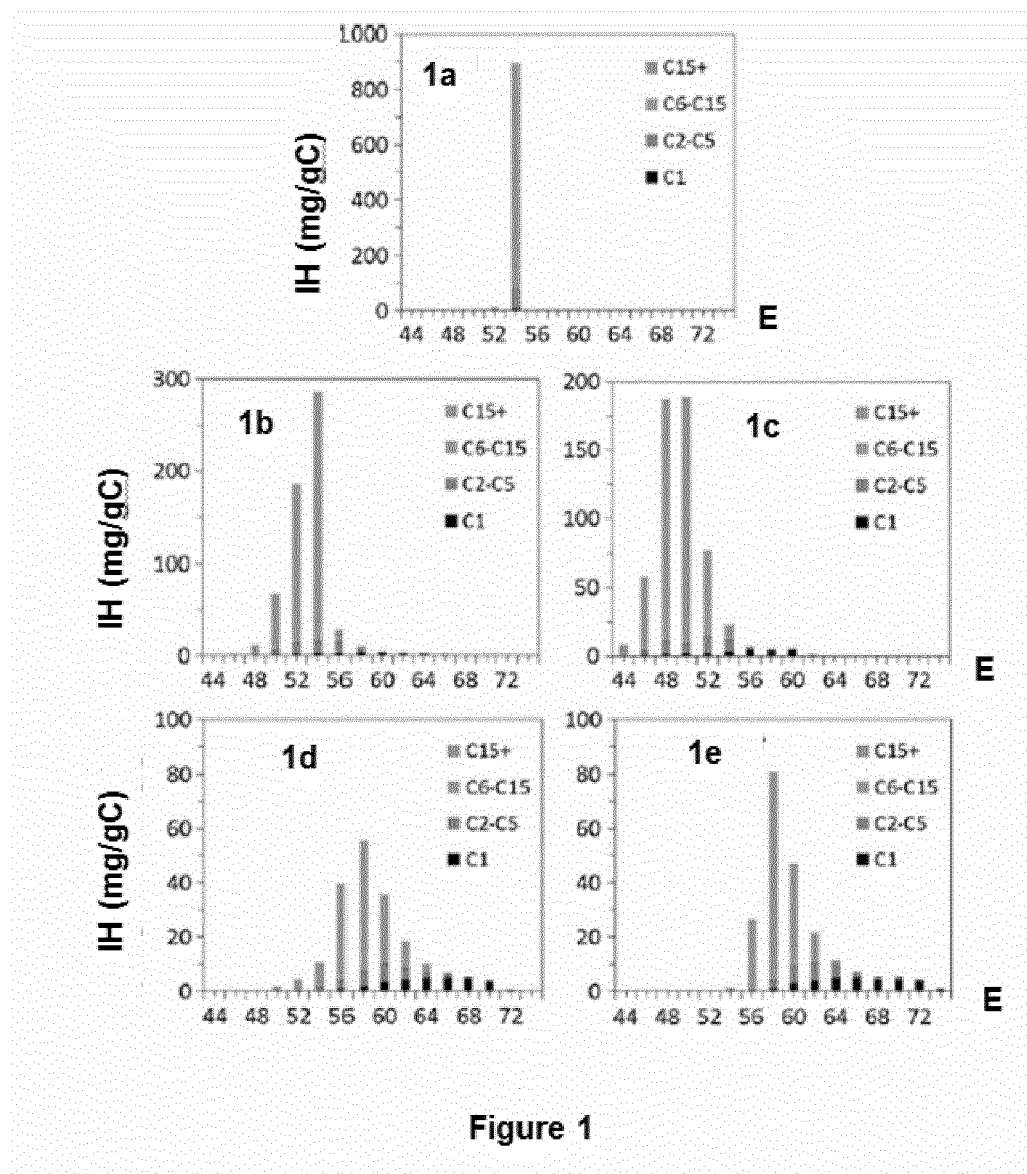 1a
IH (mg/gC)
1.000
800
600
400
200
0
C15+
C6-C15
C2-C5
C1
44 48 52 56 60 64 68 72
E
1b
IH (mg/gC)
300
200
100
0
C15+
C6-C15
C2-C5
C1
44 48 52 56 60 64 68 72
1c
200
150
100
50
0
C15+
C6-C15
C2-C5
C1
44 48 52 56 60 64 68 72
E
1d
IH (mg/gC)
100
80
60
40
20
0
C15+
C6-C15
C2-C5
C1
44 48 52 56 60 64 68 72
1e
100
80
60
40
20
0
C15+
C6-C15
C2-C5
C1
44 48 52 56 60 64 68 72
E
Figure 1